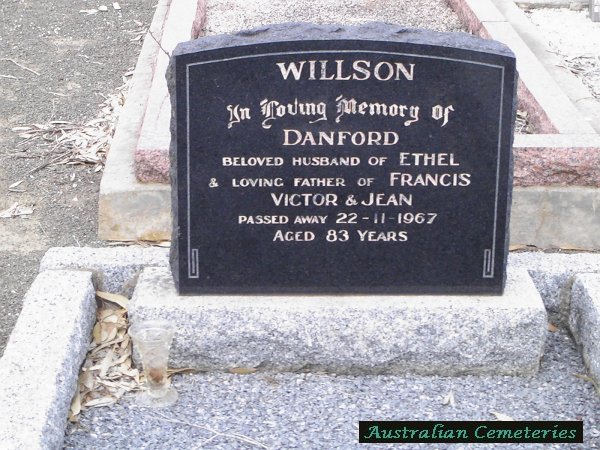 WILLSON
In Loving Memory of
DANFORD
BELOVED HUSBAND OF ETHEL
& LOVING FATHER OF FRANCIS
VICTOR & JEAN
PASSED AWAY 22-11-1967
AGED 83 YEARS
Australian Cemeteries